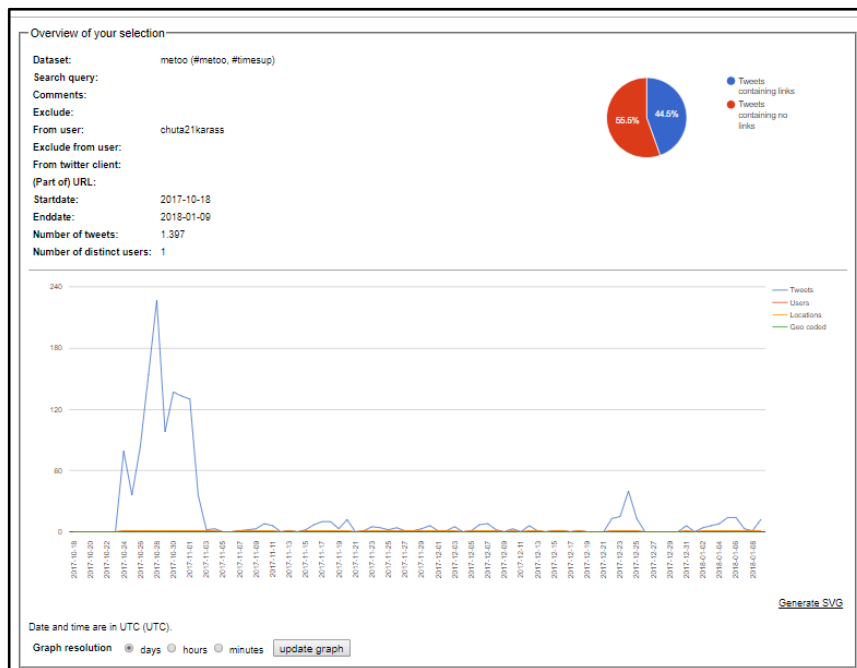 Overview of your selection
Dataset: metoo (#metoo, #timesup)
Search query:
Comments:
Exclude:
From user: chuta21karass
Exclude from user:
From twitter client:
(Part of) URL:
Startdate: 2017-10-18
Enddate: 2018-01-09
Number of tweets: 1.397
Number of distinct users: 1
55.5%
44.5%
Tweets
containing links
Tweets
containing no
links
240
180
120
60
0
Tweets
Users
Locations
Geo coded
2017-10-18
2017-10-20
2017-10-22
2017-10-24
2017-10-26
2017-10-28
2017-10-30
2017-11-01
2017-11-03
2017-11-05
2017-11-07
2017-11-09
2017-11-11
2017-11-13
2017-11-15
2017-11-17
2017-11-19
2017-11-21
2017-11-23
2017-11-25
2017-11-27
2017-11-29
2017-12-01
2017-12-03
2017-12-05
2017-12-07
2017-12-09
2017-12-11
2017-12-13
2017-12-15
2017-12-17
2017-12-19
2017-12-21
2017-12-23
2017-12-25
2017-12-27
2017-12-29
2017-12-31
2018-01-02
2018-01-04
2018-01-06
2018-01-08
Generate SVG
Date and time are in UTC (UTC).
Graph resolution days hours minutes update graph